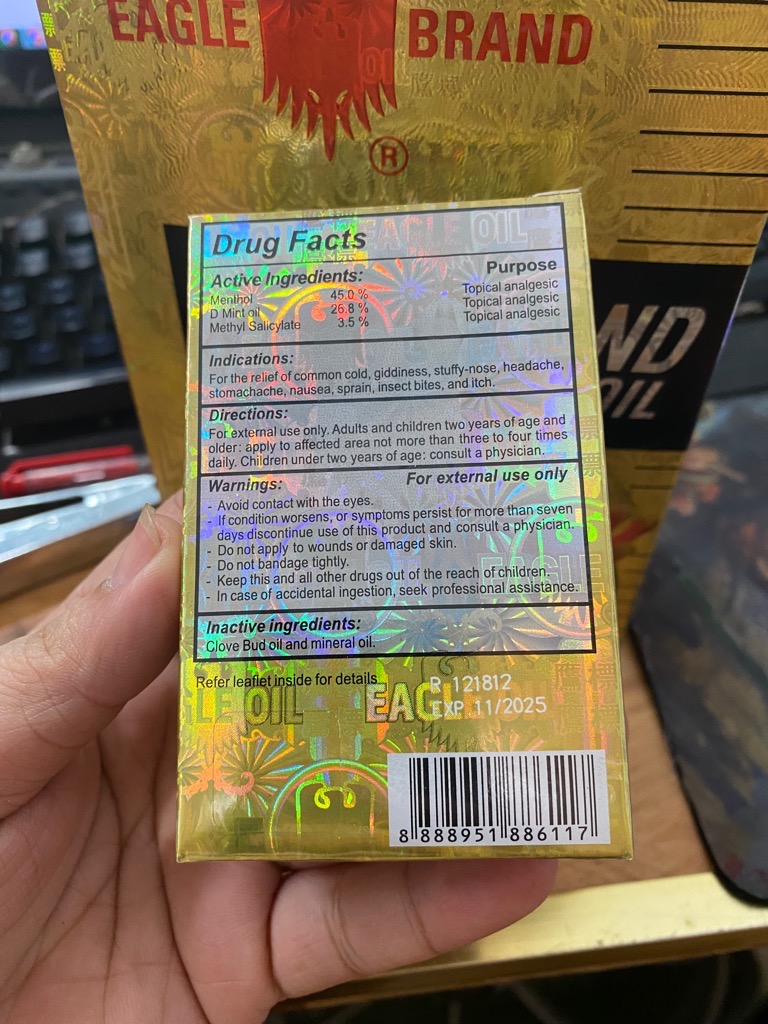 EAGLE BRAND
®
ND
OIL
EAGLE OIL
Drug Facts
Active Ingredients: Purpose
Menthol 45.0 % Topical analgesic
D Mint oil 26.8 % Topical analgesic
Methyl Salicylate 3.5 % Topical analgesic
Indications:
For the relief of common cold, giddiness, stuffy-nose, headache,
stomachache, nausea, sprain, insect bites, and itch.
Directions:
For external use only. Adults and children two years of age and
older: apply to affected area not more than three to four times
daily. Children under two years of age: consult a physician.
Warnings: For external use only
- Avoid contact with the eyes.
- If condition worsens, or symptoms persist for more than seven
days discontinue use of this product and consult a physician.
- Do not apply to wounds or damaged skin.
- Do not bandage tightly.
- Keep this and all other drugs out of the reach of children.
- In case of accidental ingestion, seek professional assistance.
EAGLE
Inactive ingredients:
Clove Bud oil and mineral oil.
Refer leaflet inside for details
R 121812
LE OIL EAG EXP 11/2025
8 888951 886117